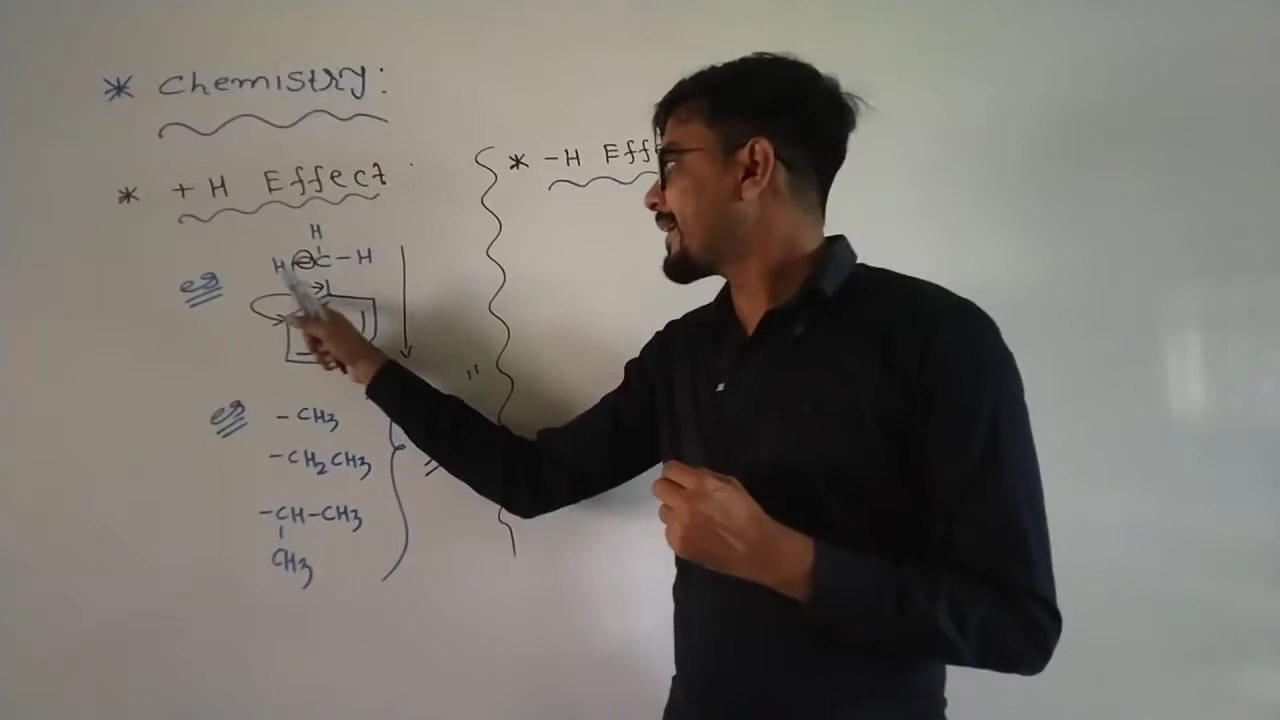 * Chemistry:
* + H Effect :
H
H C - H
eg
eg - CH3
- CH2CH3
- CH - CH3
CH3
"
* - H Eff